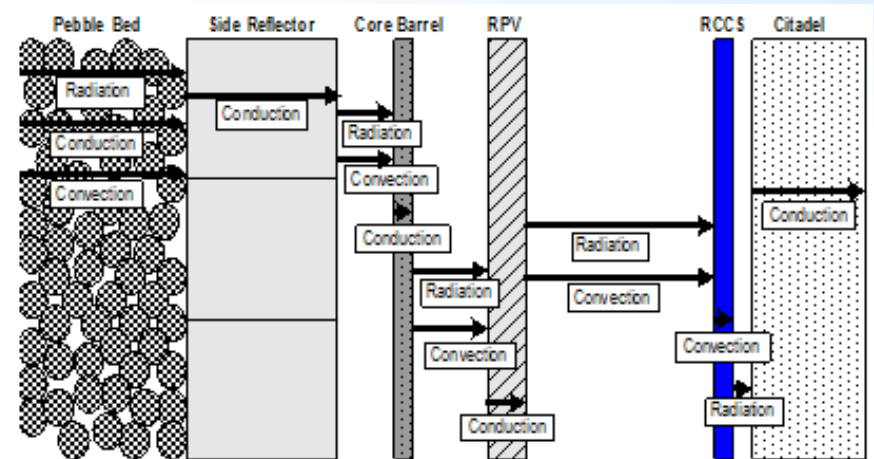 Pebble Bed Side Reflector Core Barrel RPV RCCS Citadel
Radiation
Conduction
Convection
Conduction
Radiation
Convection
Conduction
Radiation
Convection
Conduction
Radiation
Convection
Convection
Radiation
Conduction